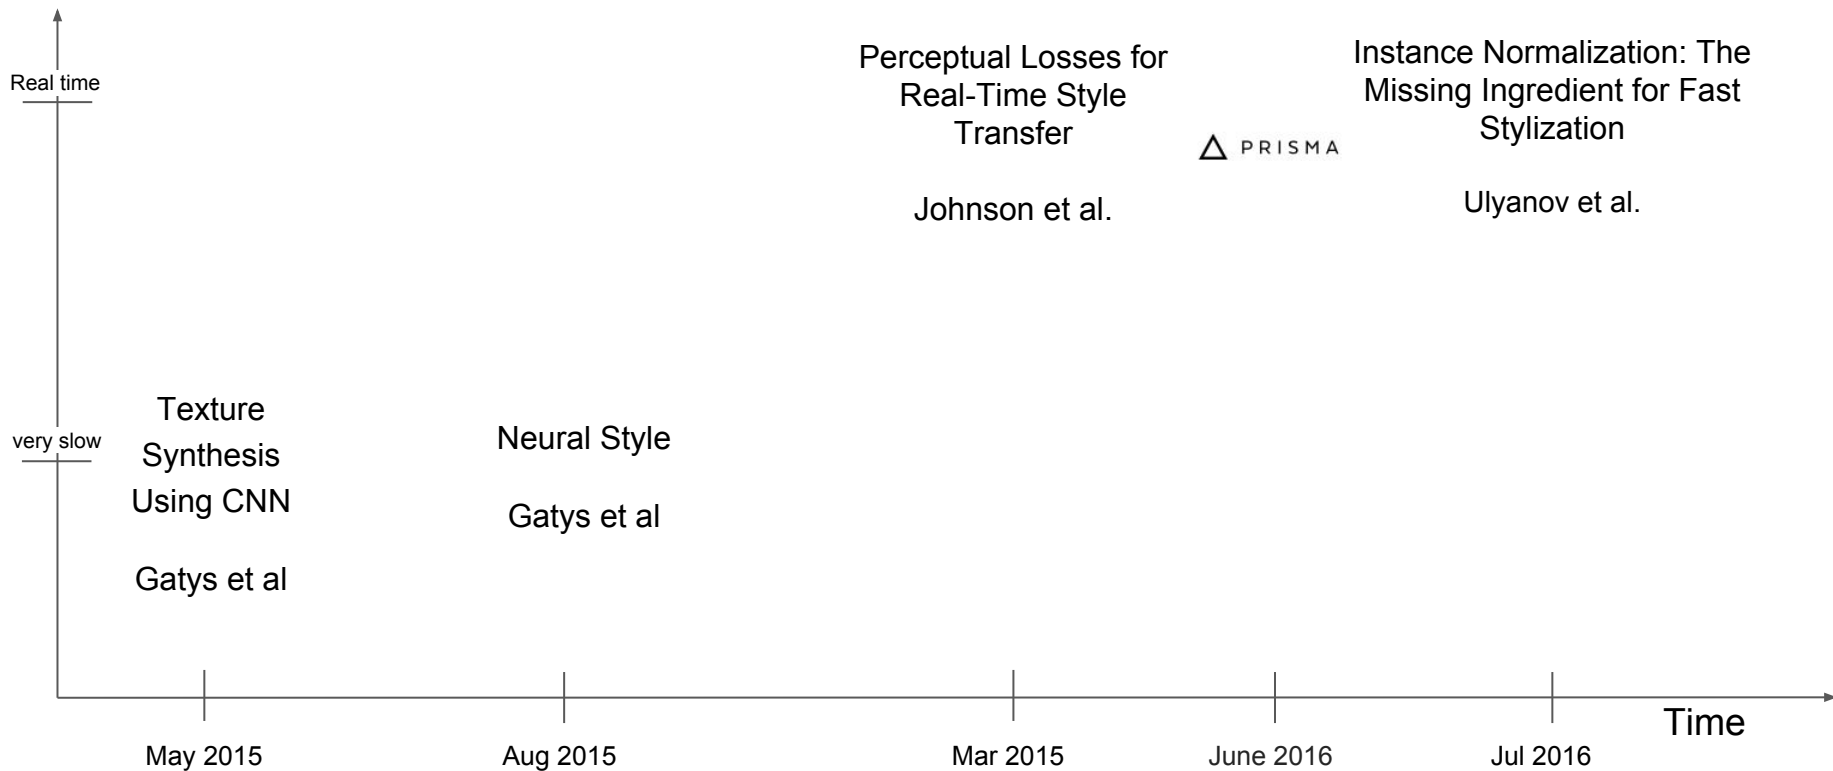 Real time
very slow
Texture
Synthesis
Using CNN
Gatys et al
Neural Style
Gatys et al
Perceptual Losses for
Real-Time Style
Transfer
Johnson et al.
PRISMA
Instance Normalization: The
Missing Ingredient for Fast
Stylization
Ulyanov et al.
May 2015
Aug 2015
Mar 2015
June 2016
Jul 2016
Time